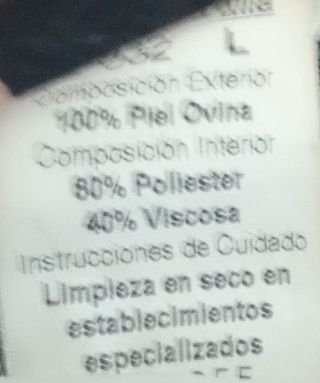 L
Composición Exterior
100% Piel Ovina
Composición Interior
60% Poliester
40% Viscosa
Instrucciones de Cuidado
Limpieza en seco en
establecimientos
especializados